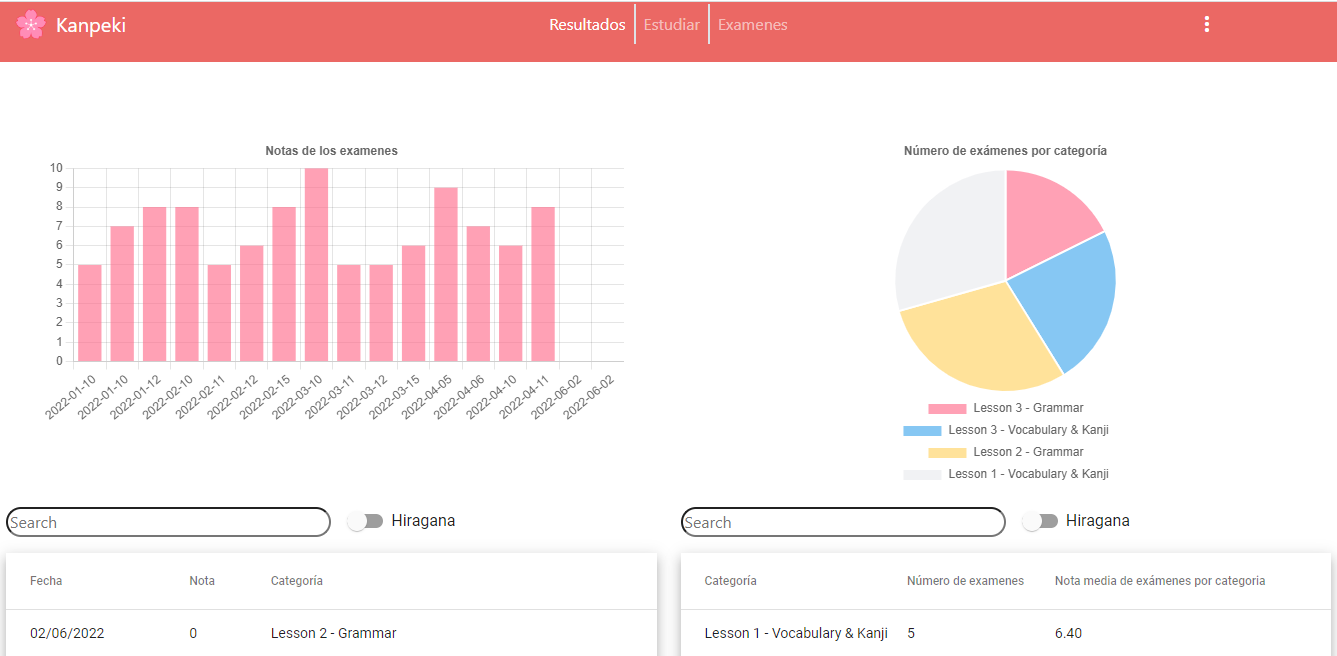 Kanpeki
Resultados Estudiar Examenes
Notas de los examenes
10
9
8
7
6
5
4
3
2
1
0
2022-01-10 2022-01-10 2022-01-12 2022-02-10 2022-02-11 2022-02-12 2022-02-15 2022-03-10 2022-03-11 2022-03-12 2022-03-15 2022-04-05 2022-04-06 2022-04-10 2022-04-11 2022-06-02 2022-06-02
Número de exámenes por categoría
Lesson 3 - Grammar
Lesson 3 - Vocabulary & Kanji
Lesson 2 - Grammar
Lesson 1 - Vocabulary & Kanji
Search Hiragana
Fecha Nota Categoría
02/06/2022 0 Lesson 2 - Grammar
Search Hiragana
Categoría Número de examenes Nota media de exámenes por categoria
Lesson 1 - Vocabulary & Kanji 5 6.40